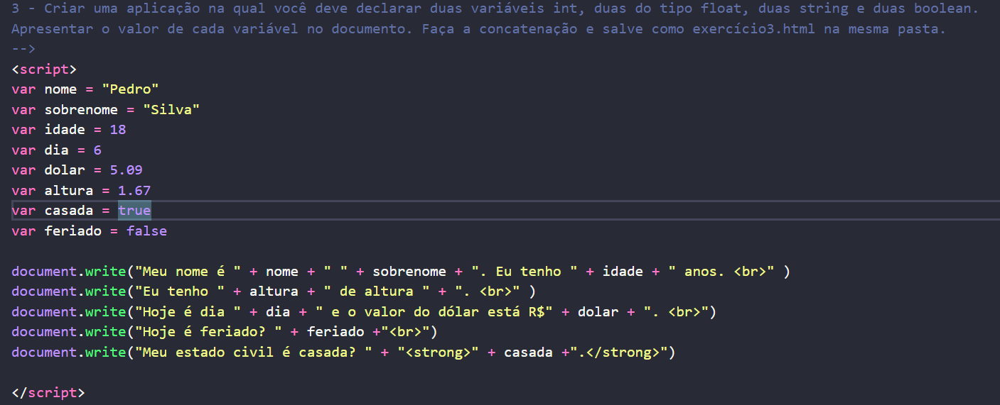 3 - Criar uma aplicação na qual você deve declarar duas variáveis int, duas do tipo float, duas string e duas boolean.
Apresentar o valor de cada variável no documento. Faça a concatenação e salve como exercício3.html na mesma pasta.
-->
<script>
var nome = "Pedro"
var sobrenome = "Silva"
var idade = 18
var dia = 6
var dolar = 5.09
var altura = 1.67
var casada = true
var feriado = false
document.write("Meu nome é " + nome + " " + sobrenome + ". Eu tenho " + idade + " anos. <br>" )
document.write("Eu tenho " + altura + " de altura " + ". <br>" )
document.write("Hoje é dia " + dia + " e o valor do dólar está R$" + dolar + ". <br>")
document.write("Hoje é feriado? " + feriado +"<br>")
document.write("Meu estado civil é casada? " + "<strong>" + casada +".</strong>")
</script>